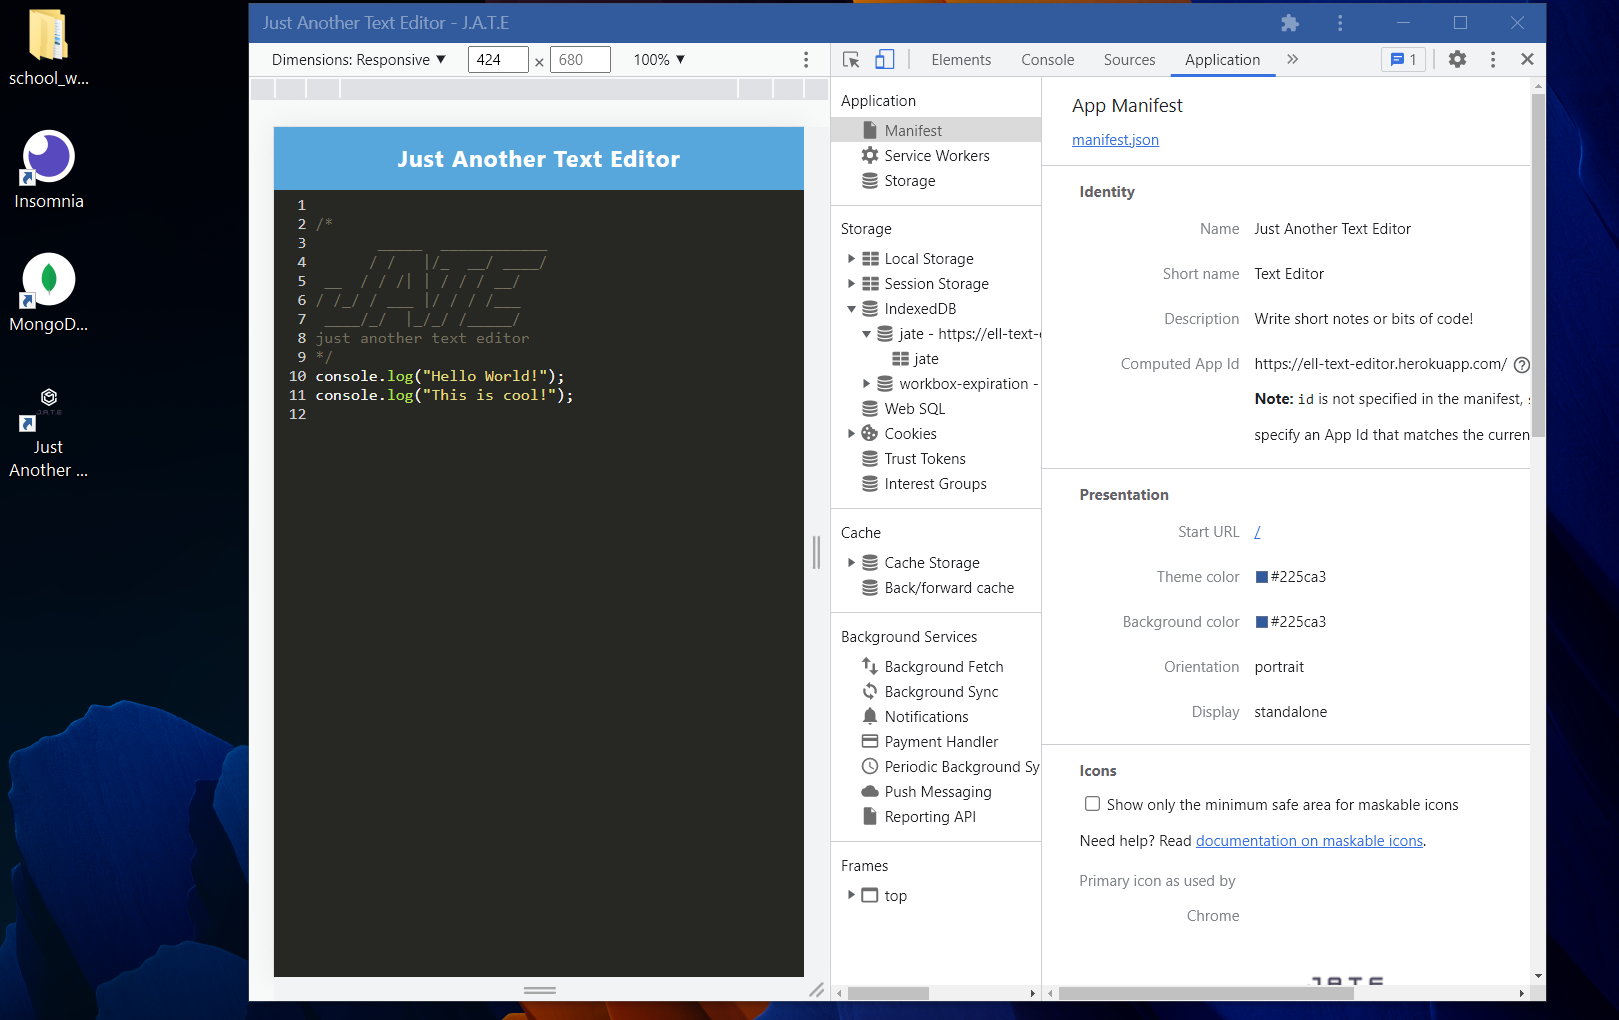 school_w...
Insomnia
MongoD...
J.A.T.E
Just
Another ...
Just Another Text Editor - J.A.T.E
Dimensions: Responsive ▼ 424 × 680 100% ▼
Just Another Text Editor
1
2 /*
3      _____  ____________
4      / /   |/_  __/ ____/
5  __  / / /| | / / / __/
6 / /_/ / ___ |/ / / /___
7  ____/_/  |_/_/ /_____/
8 just another text editor
9 */
10 console.log("Hello World!");
11 console.log("This is cool!");
12
Elements Console Sources Application » 1
Application
Manifest
Service Workers
Storage
Storage
Local Storage
Session Storage
IndexedDB
jate - https://ell-text-
jate
workbox-expiration -
Web SQL
Cookies
Trust Tokens
Interest Groups
Cache
Cache Storage
Back/forward cache
Background Services
Background Fetch
Background Sync
Notifications
Payment Handler
Periodic Background Sy
Push Messaging
Reporting API
Frames
top
App Manifest
manifest.json
Identity
Name Just Another Text Editor
Short name Text Editor
Description Write short notes or bits of code!
Computed App Id https://ell-text-editor.herokuapp.com/ ?
Note: id is not specified in the manifest,
specify an App Id that matches the curren
Presentation
Start URL /
Theme color #225ca3
Background color #225ca3
Orientation portrait
Display standalone
Icons
Show only the minimum safe area for maskable icons
Need help? Read documentation on maskable icons.
Primary icon as used by
Chrome
J.A.T.E